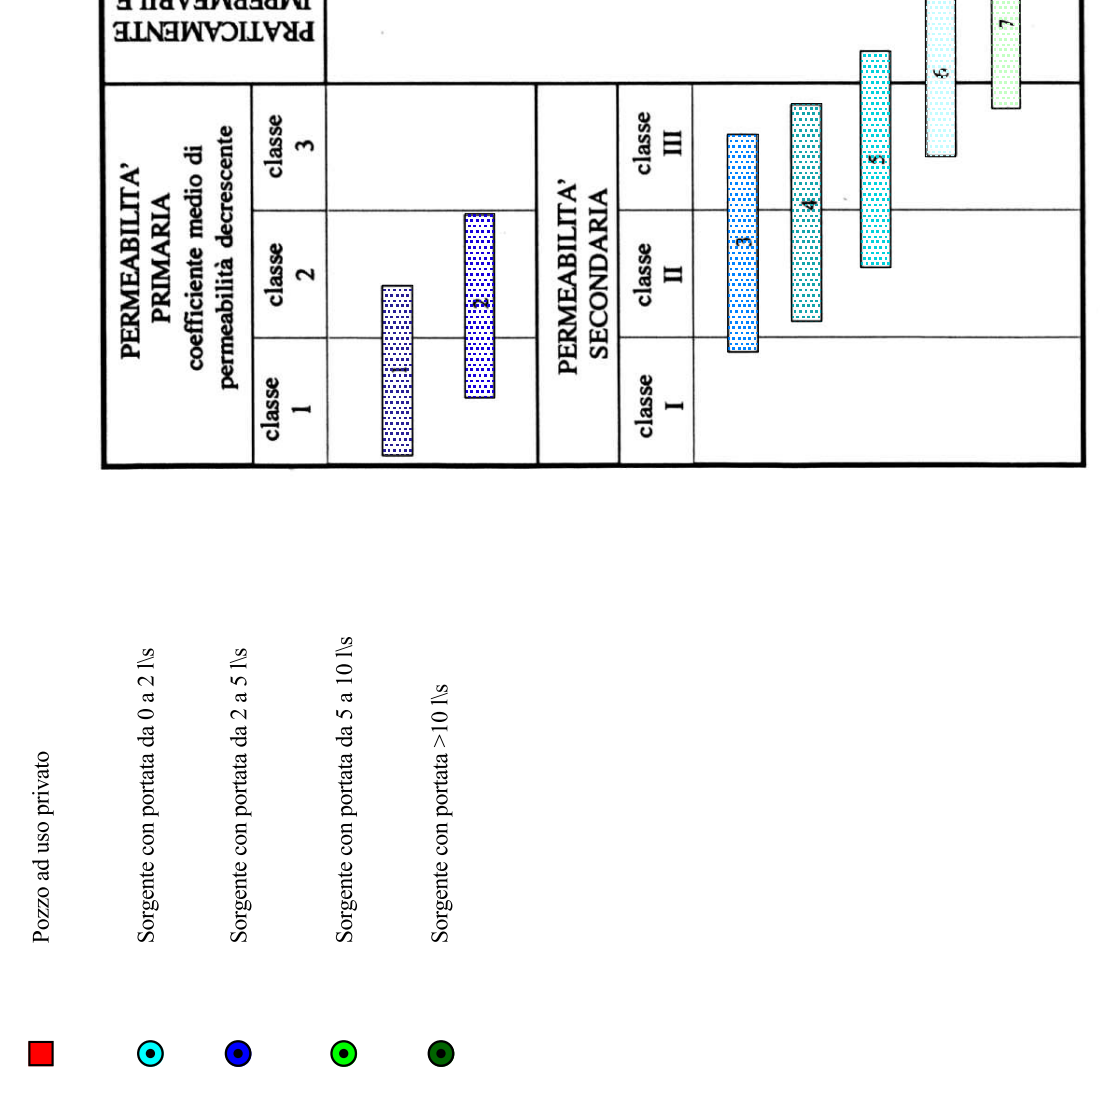 PRATICAMENTE
IMPERMEABILE
PERMEABILITA'
PRIMARIA
coefficiente medio di
permeabilità decrescente
classe
1
classe
2
classe
3
1
2
PERMEABILITA'
SECONDARIA
classe
I
classe
II
classe
III
3
4
5
6
7
Pozzo ad uso privato
Sorgente con portata da 0 a 2 l\s
Sorgente con portata da 2 a 5 l\s
Sorgente con portata da 5 a 10 l\s
Sorgente con portata >10 l\s